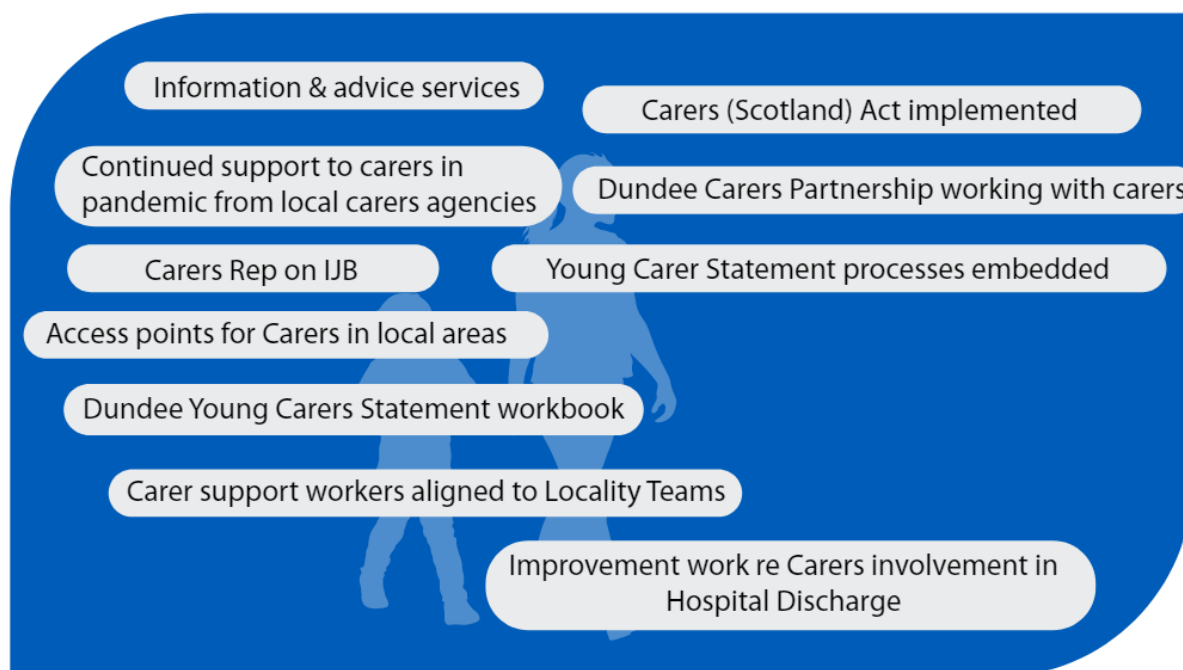 Information & advice services
Carers (Scotland) Act implemented
Continued support to carers in
pandemic from local carers agencies
Dundee Carers Partnership working with carers
Carers Rep on IJB
Young Carer Statement processes embedded
Access points for Carers in local areas
Dundee Young Carers Statement workbook
Carer support workers aligned to Locality Teams
Improvement work re Carers involvement in
Hospital Discharge